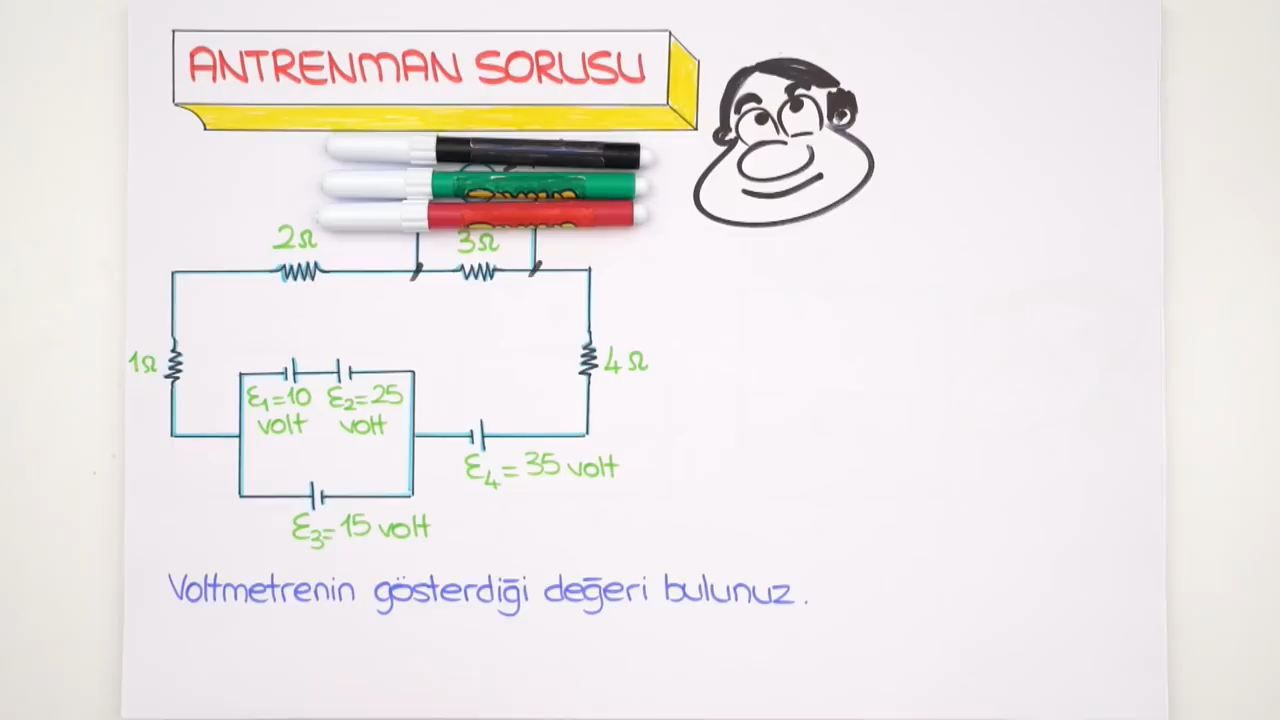 ANTRENMAN SORUSU
2Ω
3Ω
1Ω
4Ω
ε1=10 volt
ε2=25 volt
ε4=35 volt
ε3=15 volt
Voltmetrenin gösterdiği değeri bulunuz.